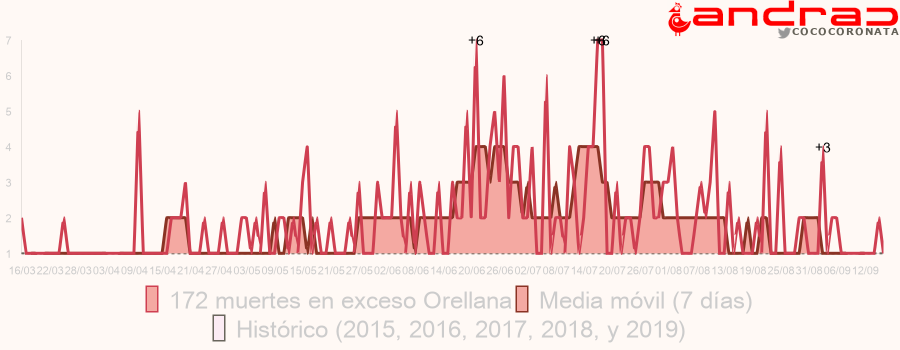 andrac
COCOCORONATA
+6
+6
+3
7
6
5
4
3
2
1
16/03 22/03 28/03 03/04 09/04 15/04 21/04 27/04 03/05 09/05 15/05 21/05 27/05 02/06 08/06 14/06 20/06 26/06 02/07 08/07 14/07 20/07 26/07 01/08 07/08 13/08 19/08 25/08 31/08 06/09 12/09
172 muertes en exceso Orellana Media móvil (7 días)
Histórico (2015, 2016, 2017, 2018, y 2019)